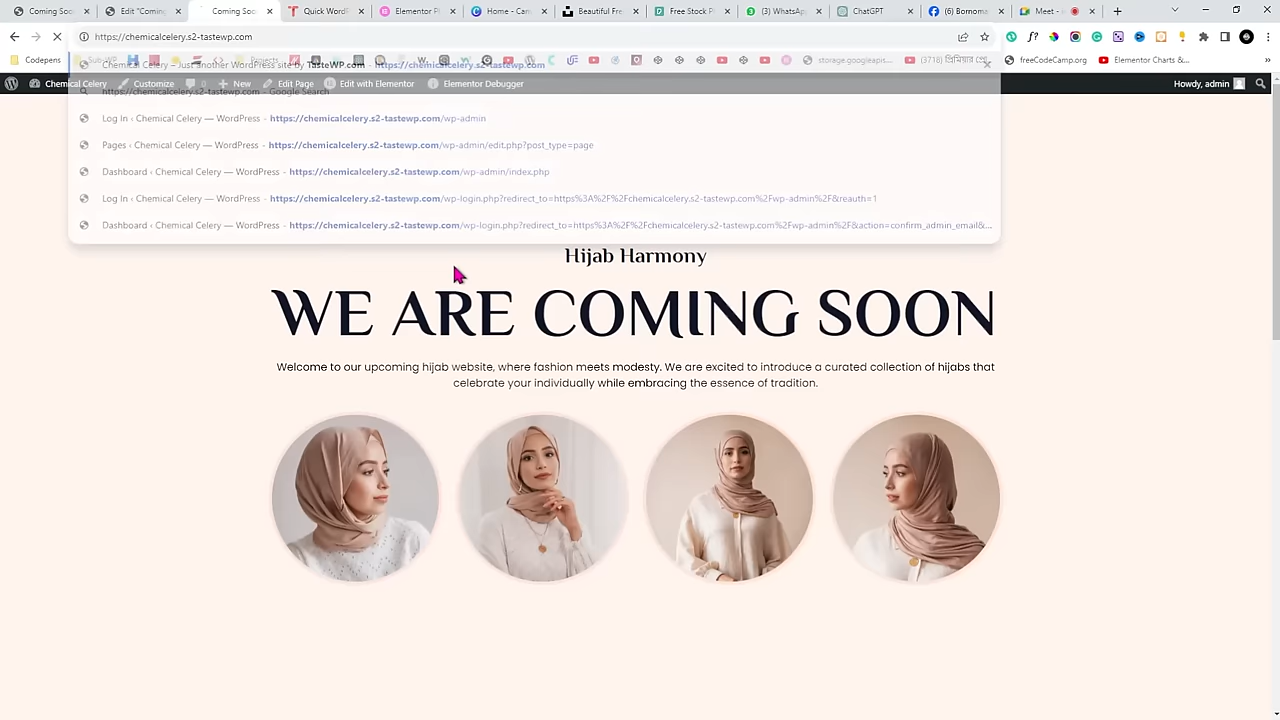 Coming Soo
Edit "Coming
Coming Soo
Quick WordF
Elementor Pl
Home - Canv
Beautiful Fre
Free Stock P
(3) WhatsA
ChatGPT
(8) Bornoma
Meet -
https://chemicalcelery.s2-tastewp.com
Codepens
storage.googleapis...
freeCodeCamp.org
Elementor Charts &...
Chemical Celery – Just another WordPress site by TasteWP.com - https://chemicalcelery.s2-tastewp.com
Chemical Celery
Customize
0
New
Edit Page
Edit with Elementor
Elementor Debugger
Howdy, admin
https://chemicalcelery.s2-tastewp.com - Google Search
Log In ‹ Chemical Celery — WordPress - https://chemicalcelery.s2-tastewp.com/wp-admin
Pages ‹ Chemical Celery — WordPress - https://chemicalcelery.s2-tastewp.com/wp-admin/edit.php?post_type=page
Dashboard ‹ Chemical Celery — WordPress - https://chemicalcelery.s2-tastewp.com/wp-admin/index.php
Log In ‹ Chemical Celery — WordPress - https://chemicalcelery.s2-tastewp.com/wp-login.php?redirect_to=https%3A%2F%2Fchemicalcelery.s2-tastewp.com%2Fwp-admin%2F&reauth=1
Dashboard ‹ Chemical Celery — WordPress - https://chemicalcelery.s2-tastewp.com/wp-login.php?redirect_to=https%3A%2F%2Fchemicalcelery.s2-tastewp.com%2Fwp-admin%2F&action=confirm_admin_email&...
Hijab Harmony
WE ARE COMING SOON
Welcome to our upcoming hijab website, where fashion meets modesty. We are excited to introduce a curated collection of hijabs that
celebrate your individually while embracing the essence of tradition.